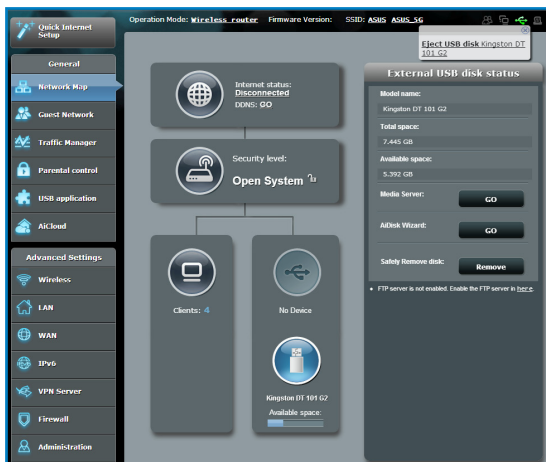 Quick Internet
Setup
Operation Mode: Wireless router Firmware Version: SSID: ASUS ASUS_5G
Eject USB disk Kingston DT
101 G2
General
Network Map
Guest Network
Traffic Manager
Parental control
USB application
AiCloud
Advanced Settings
Wireless
LAN
WAN
IPv6
VPN Server
Firewall
Administration
Internet status:
Disconnected
DDNS: GO
Security level:
Open System
Clients: 4
No Device
Kingston DT 101 G2
Available space:
External USB disk status
Model name:
Kingston DT 101 G2
Total space:
7.445 GB
Available space:
5.392 GB
Media Server: GO
AiDisk Wizard: GO
Safely Remove disk: Remove
FTP server is not enabled. Enable the FTP server in here.